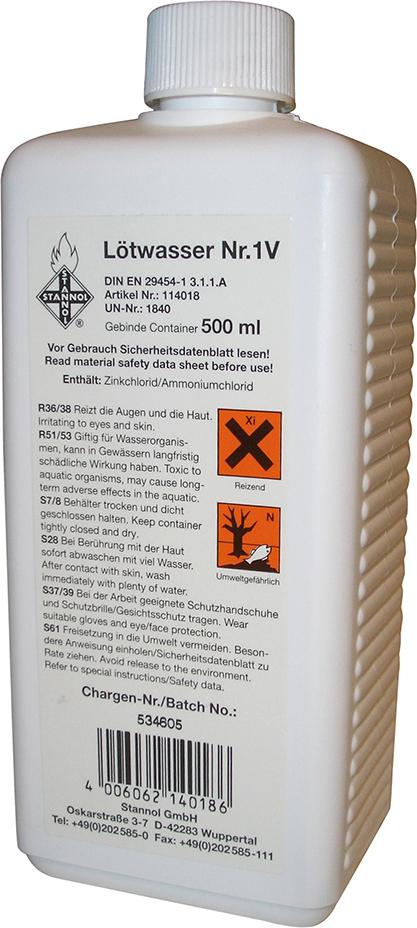 STANNOL
STANNOL
®
Lötwasser Nr.1V
DIN EN 29454-1 3.1.1.A
Artikel Nr.: 114018
UN-Nr.: 1840
Gebinde Container 500 ml
Vor Gebrauch Sicherheitsdatenblatt lesen!
Read material safety data sheet before use!
Enthält: Zinkchlorid/Ammoniumchlorid
R36/38 Reizt die Augen und die Haut.
Irritating to eyes and skin.
R51/53 Giftig für Wasserorganis-
men, kann in Gewässern langfristig
schädliche Wirkung haben. Toxic to
aquatic organisms, may cause long-
term adverse effects in the aquatic.
S7/8 Behälter trocken und dicht
geschlossen halten. Keep container
tightly closed and dry.
S28 Bei Berührung mit der Haut
sofort abwaschen mit viel Wasser.
After contact with skin, wash
immediately with plenty of water.
S37/39 Bei der Arbeit geeignete Schutzhandschuhe
und Schutzbrille/Gesichtsschutz tragen. Wear
suitable gloves and eye/face protection.
S61 Freisetzung in die Umwelt vermeiden. Beson-
dere Anweisung einholen/Sicherheitsdatenblatt zu
Rate ziehen. Avoid release to the environment.
Refer to special instructions/Safety data.
Xi
Reizend
N
Umweltgefährlich
Chargen-Nr./Batch No.:
534605
4 006062 140186
Stannol GmbH
Oskarstraße 3-7 D-42283 Wuppertal
Tel: +49(0)202585-0 Fax: +49(0)202585-111